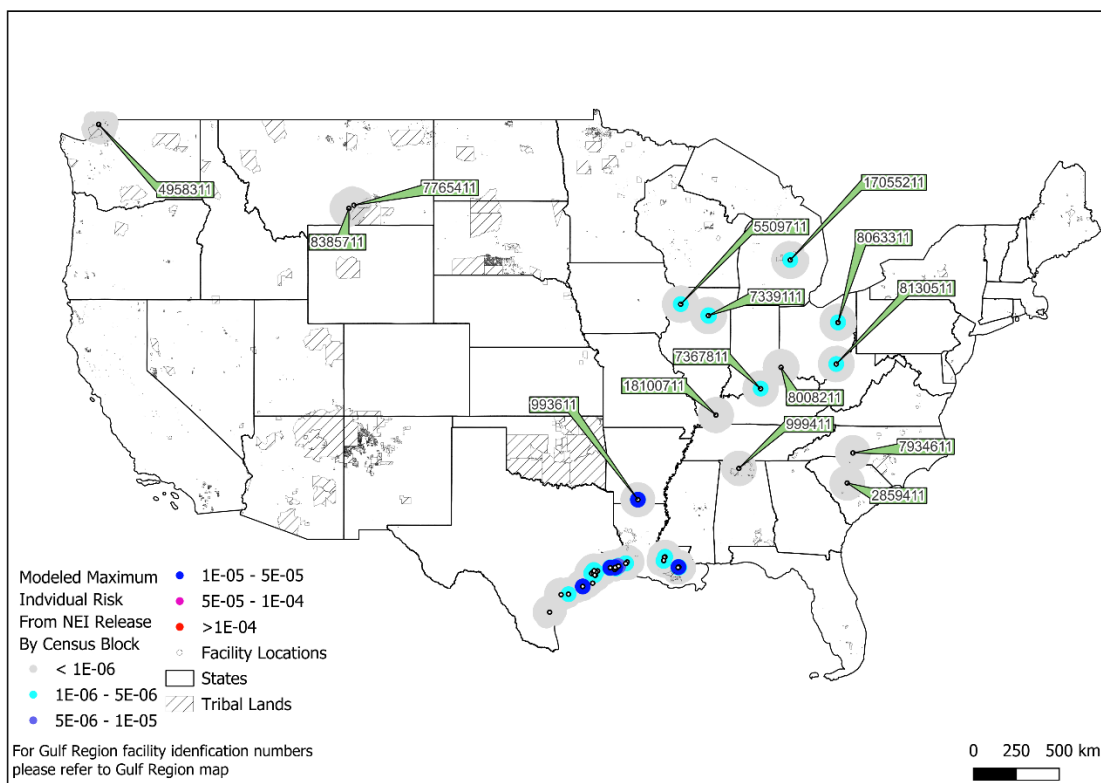 4958311
7765411
8385711
17055211
5509711
8063311
7339111
8130511
7367811
18100711
8008211
993611
999411
7934611
2859411
Modeled Maximum
Indvidual Risk
From NEI Release
By Census Block
< 1E-06
1E-06 - 5E-06
5E-06 - 1E-05
1E-05 - 5E-05
5E-05 - 1E-04
>1E-04
Facility Locations
States
Tribal Lands
For Gulf Region facility idenfication numbers
please refer to Gulf Region map
0 250 500 km